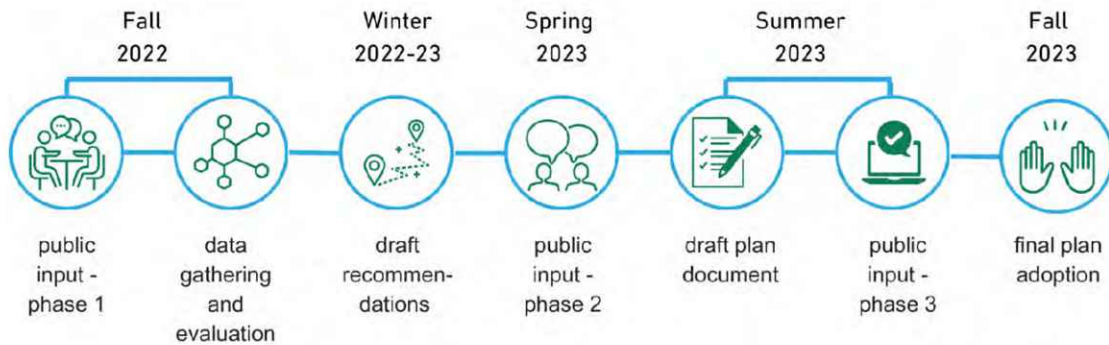 Fall
2022
Winter
2022-23
Spring
2023
Summer
2023
Fall
2023
public
input -
phase 1
data
gathering
and
evaluation
draft
recommen-
dations
public
input -
phase 2
draft plan
document
public
input -
phase 3
final plan
adoption